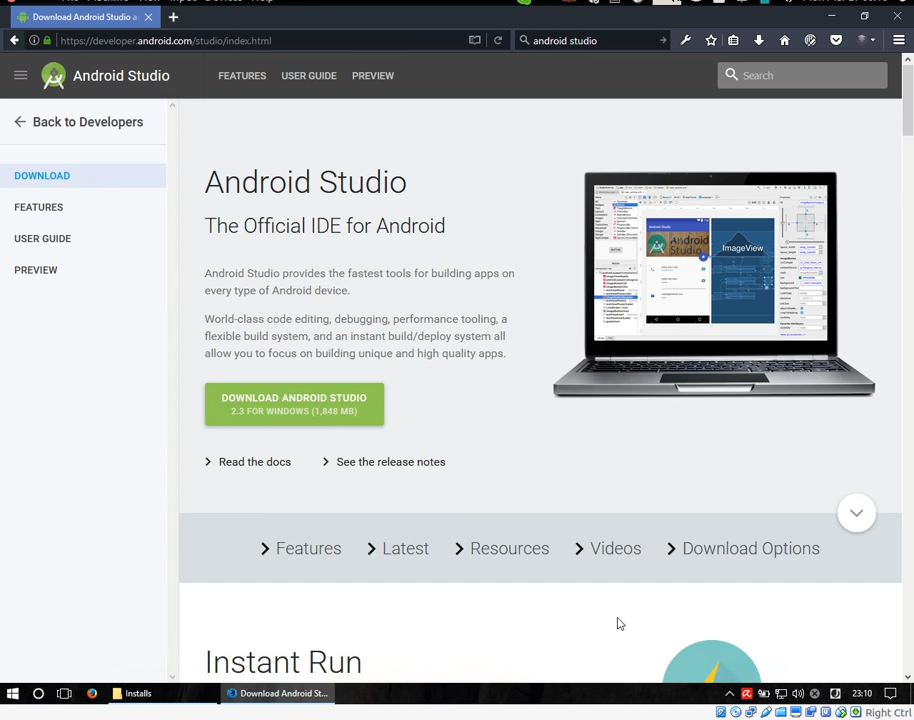 Download Android Studio a
https://developer.android.com/studio/index.html
android studio
Android Studio
FEATURES
USER GUIDE
PREVIEW
Search
Back to Developers
DOWNLOAD
FEATURES
USER GUIDE
PREVIEW
Android Studio
The Official IDE for Android
Android Studio provides the fastest tools for building apps on
every type of Android device.
World-class code editing, debugging, performance tooling, a
flexible build system, and an instant build/deploy system all
allow you to focus on building unique and high quality apps.
ImageView
DOWNLOAD ANDROID STUDIO
2.3 FOR WINDOWS (1,848 MB)
Read the docs
See the release notes
Features
Latest
Resources
Videos
Download Options
Instant Run
Installs
Download Android St...
23:10
Right Ctrl